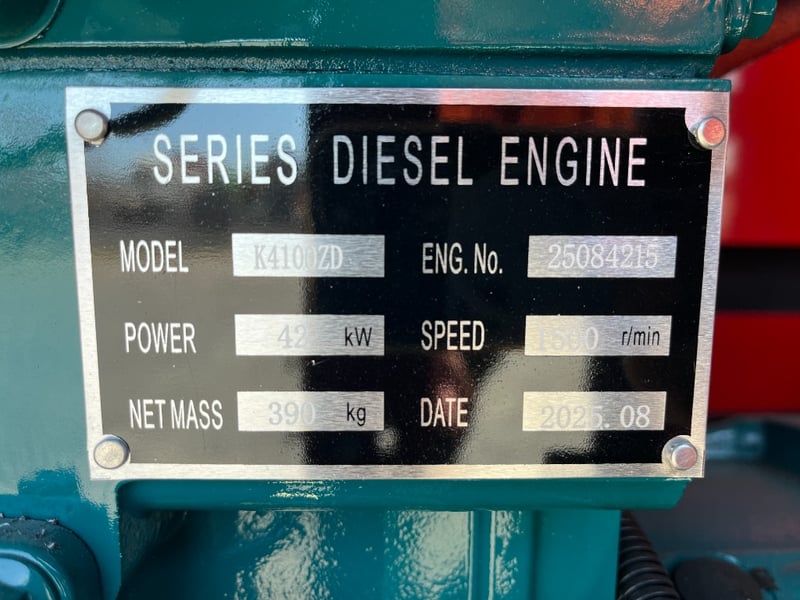 SERIES DIESEL ENGINE
MODEL K4100ZD ENG. No. 25084215
POWER 42 kW SPEED 1500 r/min
NET MASS 390 kg DATE 2025.08